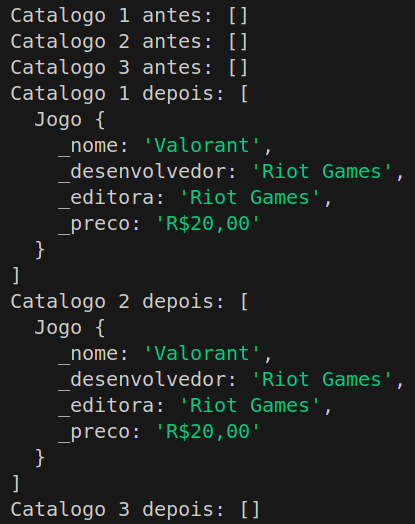 Catalogo 1 antes: []
Catalogo 2 antes: []
Catalogo 3 antes: []
Catalogo 1 depois: [
  Jogo {
    _nome: 'Valorant',
    _desenvolvedor: 'Riot Games',
    _editora: 'Riot Games',
    _preco: 'R$20,00'
  }
]
Catalogo 2 depois: [
  Jogo {
    _nome: 'Valorant',
    _desenvolvedor: 'Riot Games',
    _editora: 'Riot Games',
    _preco: 'R$20,00'
  }
]
Catalogo 3 depois: []